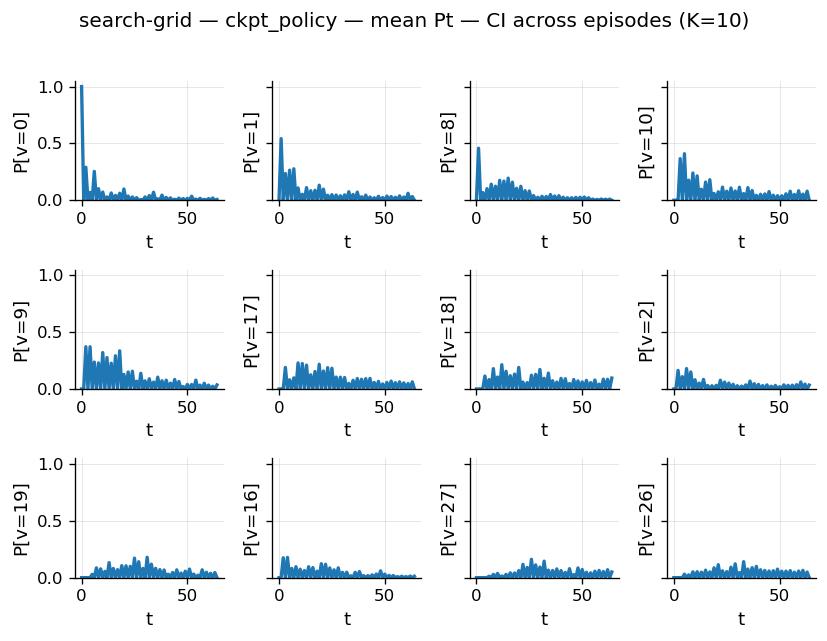 search-grid — ckpt_policy — mean Pt — CI across episodes (K=10)
1.0
0.5
0.0
P[v=0]
P[v=1]
P[v=8]
P[v=10]
0 50
0 50
0 50
0 50
t
t
t
t
1.0
0.5
0.0
P[v=9]
P[v=17]
P[v=18]
P[v=2]
0 50
0 50
0 50
0 50
t
t
t
t
1.0
0.5
0.0
P[v=19]
P[v=16]
P[v=27]
P[v=26]
0 50
0 50
0 50
0 50
t
t
t
t